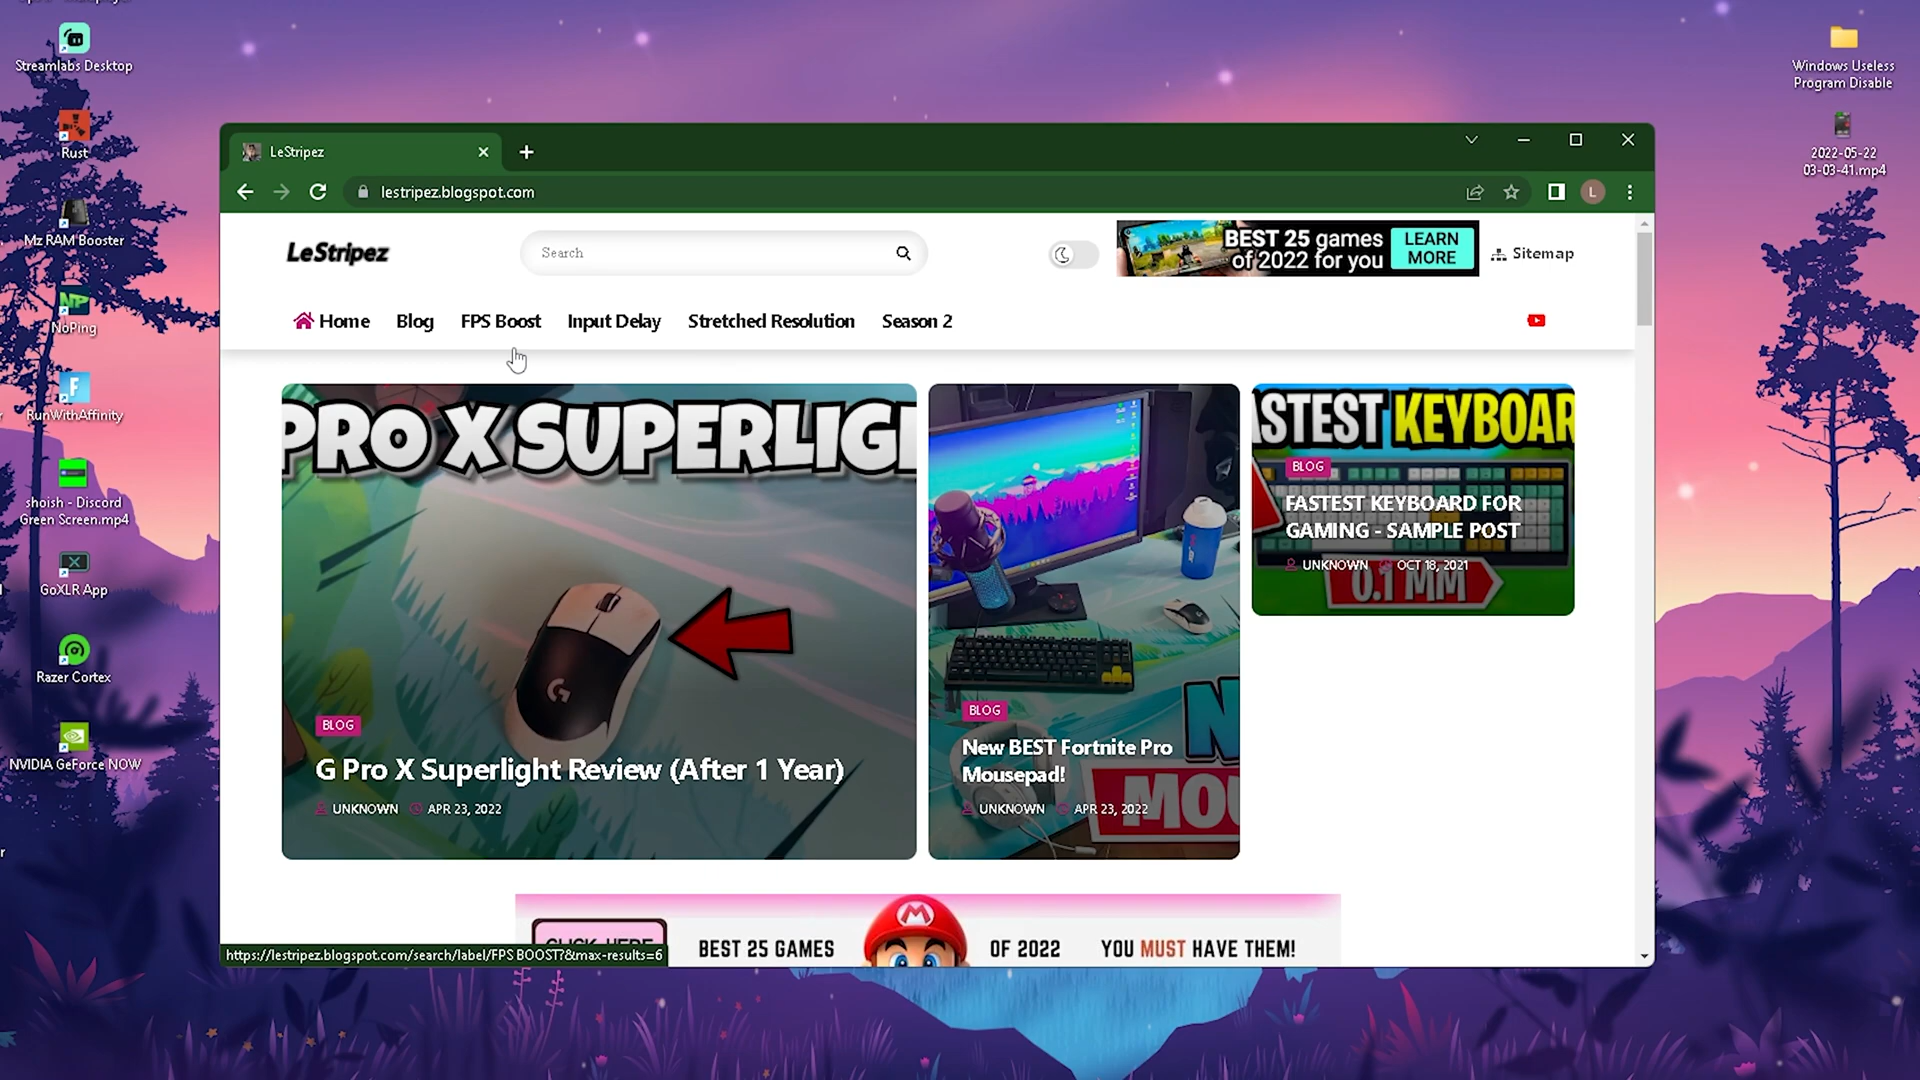 Streamlabs Desktop
Rust
Mz RAM Booster
NoPing
RunWithAffinity
shoish - Discord
Green Screen.mp4
GoXLR App
Razer Cortex
NVIDIA GeForce NOW
Windows Useless
Program Disable
2022-05-22
03-03-41.mp4
LeStripez
lestripez.blogspot.com
L
LeStripez
Search
BEST 25 games
of 2022 for you
LEARN
MORE
Sitemap
Home
Blog
FPS Boost
Input Delay
Stretched Resolution
Season 2
PRO X SUPERLIG
G
BLOG
G Pro X Superlight Review (After 1 Year)
UNKNOWN APR 23, 2022
BLOG
New BEST Fortnite Pro
Mousepad!
UNKNOWN APR 23, 2022
MOU
ASTEST KEYBOAR
BLOG
FASTEST KEYBOARD FOR
GAMING - SAMPLE POST
UNKNOWN OCT 18, 2021
0.1 MM
CLICK HERE
BEST 25 GAMES
M
OF 2022
YOU MUST HAVE THEM!
https://lestripez.blogspot.com/search/label/FPS BOOST?&max-results=6